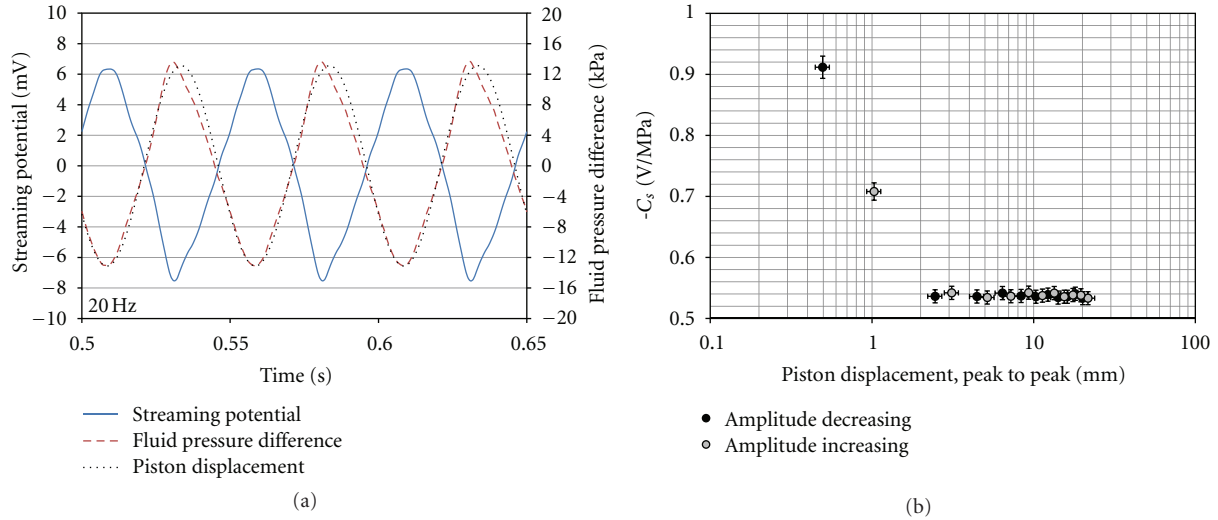 10
8
6
4
2
0
−2
−4
−6
−8
−10
Streaming potential (mV)
20
16
12
8
4
0
−4
−8
−12
−16
−20
Fluid pressure difference (kPa)
20 Hz
0.5
0.55
0.6
0.65
Time (s)
Streaming potential
Fluid pressure difference
Piston displacement
(a)
1
0.9
0.8
0.7
0.6
0.5
-Cs (V/MPa)
0.1
1
10
100
Piston displacement, peak to peak (mm)
Amplitude decreasing
Amplitude increasing
(b)